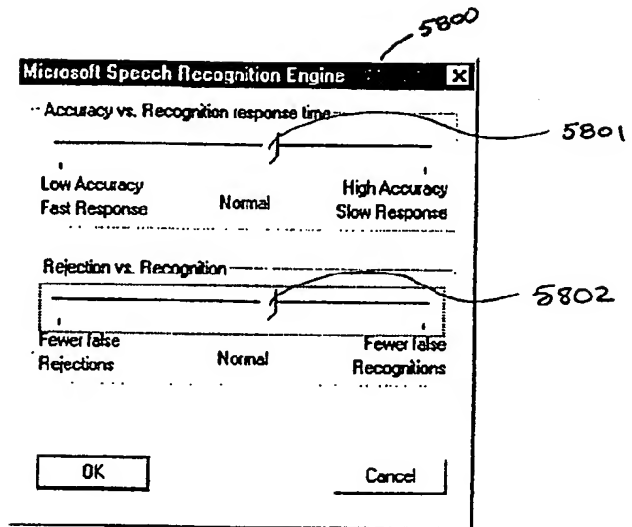 5800
Microsoft Speech Recognition Engine
Accuracy vs. Recognition response time
5801
Low Accuracy Normal High Accuracy
Fast Response Slow Response
Rejection vs. Recognition
5802
Fewer false Normal Fewer false
Rejections Recognitions
OK Cancel